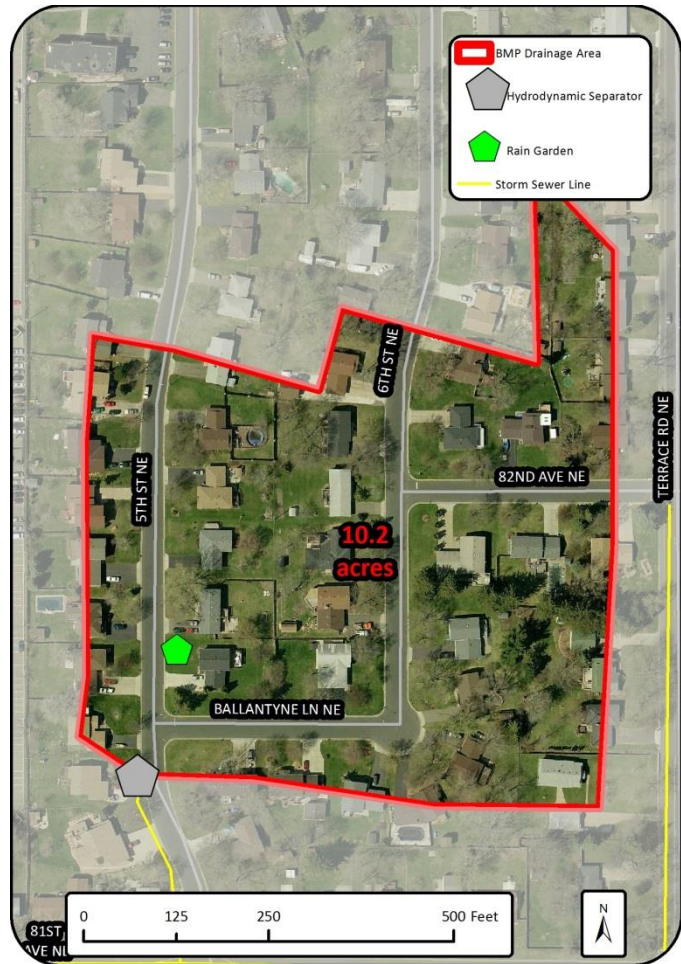 BMP Drainage Area
Hydrodynamic Separator
Rain Garden
Storm Sewer Line
6TH ST NE
5TH ST NE
82ND AVE NE
TERRACE RD NE
10.2
acres
BALLANTYNE LN NE
0 125 250 500 Feet
N
81ST
AVE NE